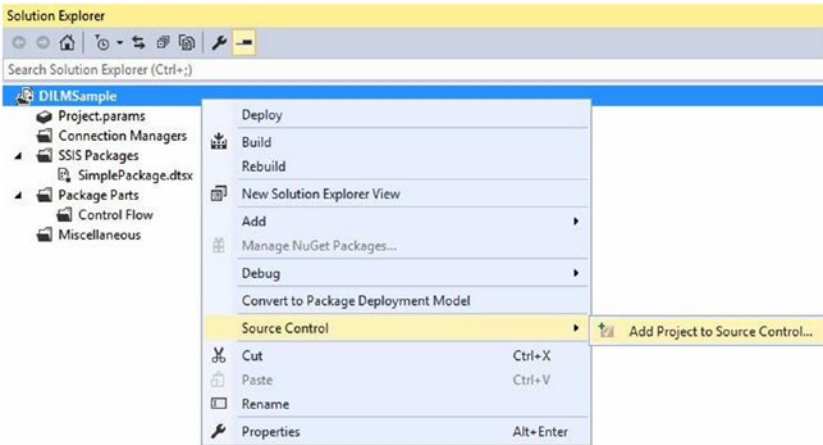 Solution Explorer
Search Solution Explorer (Ctrl+;)
DILMSample
Project.params
Connection Managers
SSIS Packages
SimplePackage.dtsx
Package Parts
Control Flow
Miscellaneous
Deploy
Build
Rebuild
New Solution Explorer View
Add
Manage NuGet Packages...
Debug
Convert to Package Deployment Model
Source Control
Add Project to Source Control...
Cut Ctrl+X
Paste Ctrl+V
Rename
Properties Alt+Enter